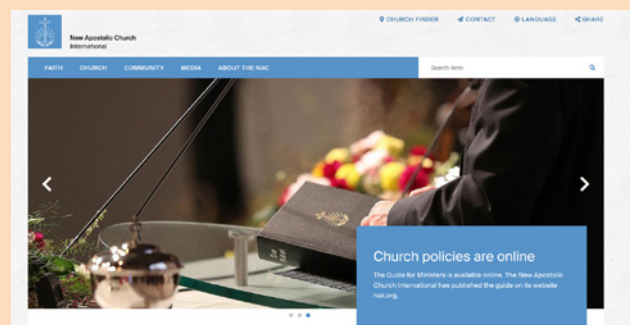 CHURCH FINDER CONTACT LANGUAGE SHARE
New Apostolic Church
International
FAITH CHURCH COMMUNITY MEDIA ABOUT THE NAC Search term
Church policies are online
The Guide for Ministers is available online. The New Apostolic
Church International has published the guide on its website
nak.org.